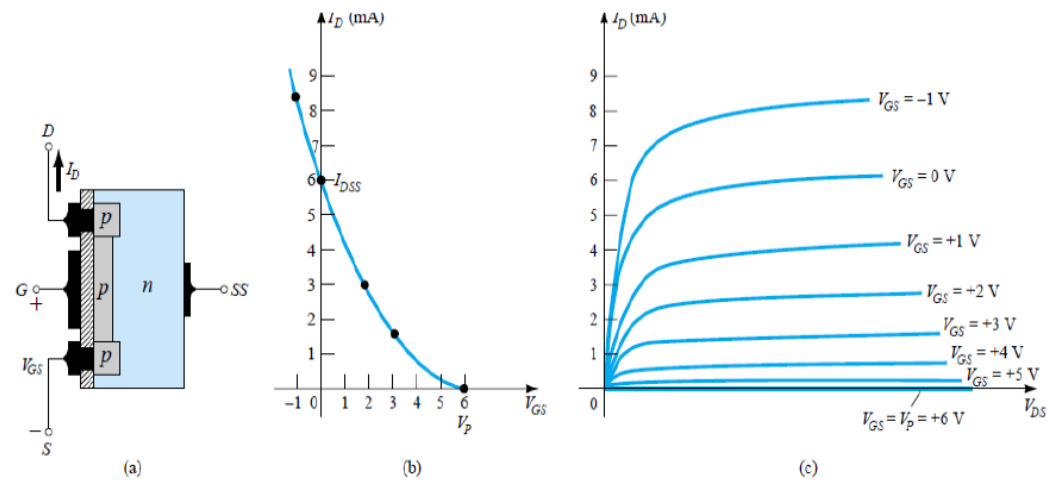 D
I_D
p
p
n
G
+
SS
p
V_GS
–
S
(a)
I_D (mA)
9
8
7
6
I_DSS
5
4
3
2
1
–1 0 1 2 3 4 5 6
V_P
V_GS
(b)
I_D (mA)
9
8
7
6
5
4
3
2
1
0
V_GS = –1 V
V_GS = 0 V
V_GS = +1 V
V_GS = +2 V
V_GS = +3 V
V_GS = +4 V
V_GS = +5 V
V_GS = V_P = +6 V
V_DS
(c)